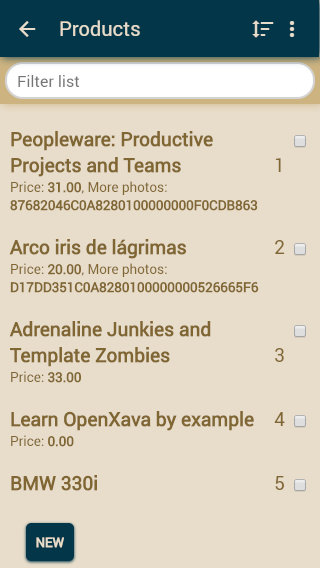 Products
Filter list
Peopleware: Productive
Projects and Teams 1
Price: 31.00, More photos:
87682046C0A8280100000000F0CDB863
Arco iris de lágrimas 2
Price: 20.00, More photos:
D17DD351C0A8280100000000526665F6
Adrenaline Junkies and
Template Zombies 3
Price: 33.00
Learn OpenXava by example 4
Price: 0.00
BMW 330i 5
NEW